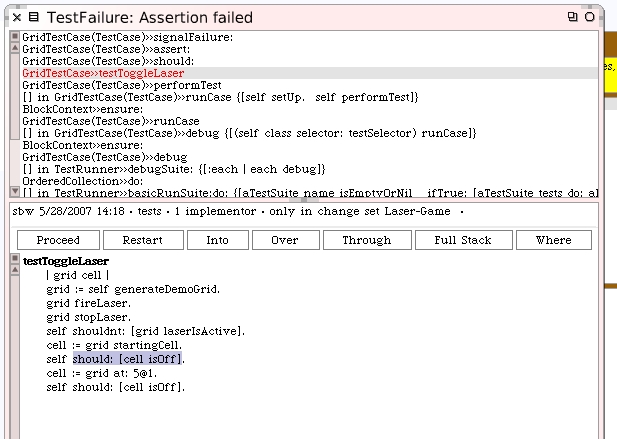 TestFailure: Assertion failed
GridTestCase(TestCase)>>signalFailure:
GridTestCase(TestCase)>>assert:
GridTestCase(TestCase)>>should:
GridTestCase>>testToggleLaser
GridTestCase(TestCase)>>performTest
[] in GridTestCase(TestCase)>>runCase {[self setUp. self performTest]}
BlockContext>>ensure:
GridTestCase(TestCase)>>runCase
[] in GridTestCase(TestCase)>>debug {[(self class selector: testSelector) runCase]}
BlockContext>>ensure:
GridTestCase(TestCase)>>debug
[] in TestRunner>>debugSuite: {[:each | each debug]}
OrderedCollection>>do:
[] in TestRunner>>basicRunSuite:do: {[aTestSuite name isEmptyOrNil ifTrue: [aTestSuite tests do:
sbw 5/28/2007 14:18 · tests · 1 implementor · only in change set Laser-Game ·
Proceed Restart Into Over Through Full Stack Where
testToggleLaser
| grid cell |
grid := self generateDemoGrid.
grid fireLaser.
grid stopLaser.
self shouldnt: [grid laserIsActive].
cell := grid startingCell.
self should: [cell isOff].
cell := grid at: 5@1.
self should: [cell isOff].